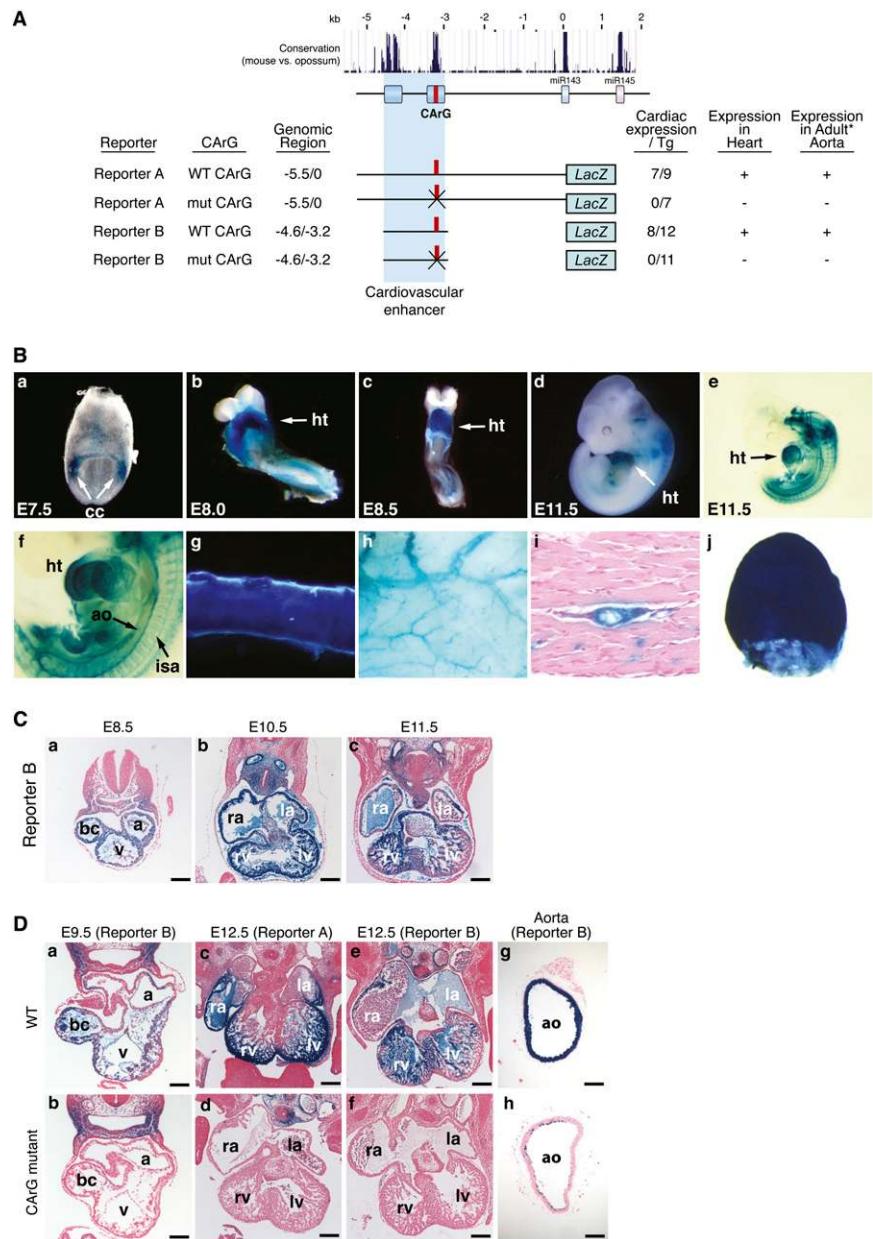 A
kb -5 -4 -3 -2 -1 0 1 2
Conservation
(mouse vs. opossum)
miR143 miR145
CArG
Reporter CArG Genomic Region Cardiac expression / Tg Expression in Heart Expression in Adult* Aorta
Reporter A WT CArG -5.5/0 LacZ 7/9 + +
Reporter A mut CArG -5.5/0 LacZ 0/7 - -
Reporter B WT CArG -4.6/-3.2 LacZ 8/12 + +
Reporter B mut CArG -4.6/-3.2 LacZ 0/11 - -
Cardiovascular
enhancer
B
a b c d e
ht ht ht ht
cc
E7.5 E8.0 E8.5 E11.5 E11.5
f g h i j
ht
ao
isa
C
E8.5 E10.5 E11.5
Reporter B
a b c
bc a v
ra la rv lv
ra la rv lv
D
E9.5 (Reporter B) E12.5 (Reporter A) E12.5 (Reporter B) Aorta
(Reporter B)
WT
a c e g
a bc v
ra la rv lv
ra la rv lv
ao
CArG mutant
b d f h
a bc v
ra la rv lv
ra la rv lv
ao